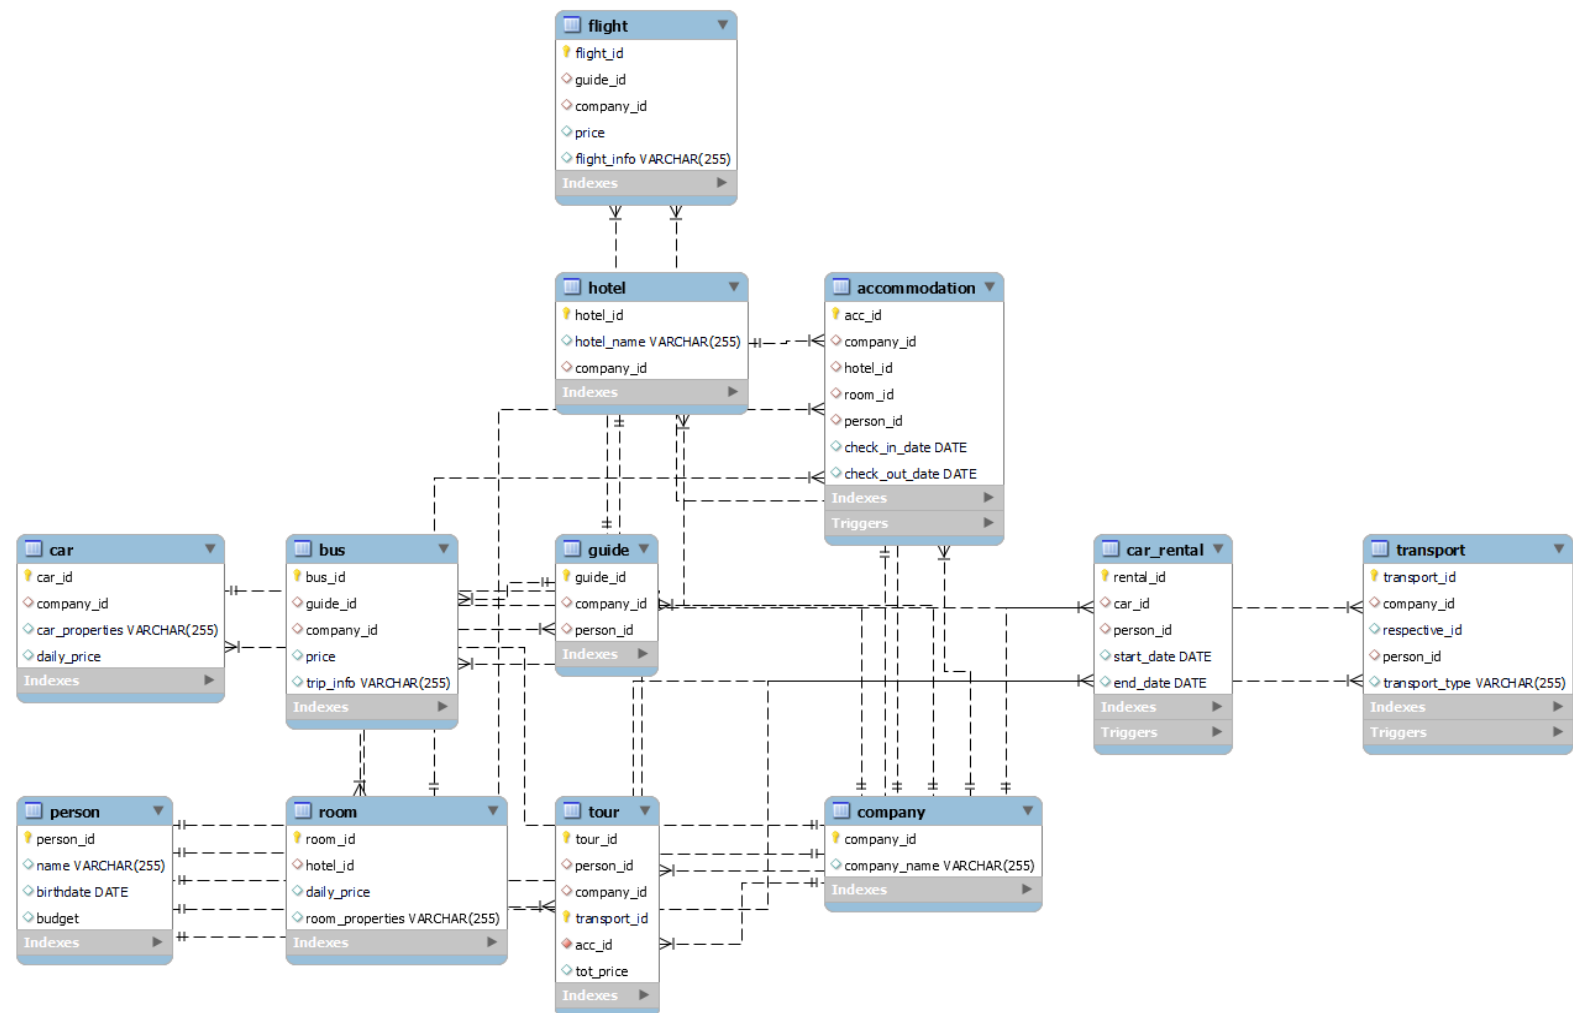 flight
flight_id
guide_id
company_id
price
flight_info VARCHAR(255)
Indexes
hotel
hotel_id
hotel_name VARCHAR(255)
company_id
Indexes
accommodation
acc_id
company_id
hotel_id
room_id
person_id
check_in_date DATE
check_out_date DATE
Indexes
Triggers
car
car_id
company_id
car_properties VARCHAR(255)
daily_price
Indexes
bus
bus_id
guide_id
company_id
price
trip_info VARCHAR(255)
Indexes
guide
guide_id
company_id
person_id
Indexes
car_rental
rental_id
car_id
person_id
start_date DATE
end_date DATE
Indexes
Triggers
transport
transport_id
company_id
respective_id
person_id
transport_type VARCHAR(255)
Indexes
Triggers
person
person_id
name VARCHAR(255)
birthdate DATE
budget
Indexes
room
room_id
hotel_id
daily_price
room_properties VARCHAR(255)
Indexes
tour
tour_id
person_id
company_id
transport_id
acc_id
tot_price
Indexes
company
company_id
company_name VARCHAR(255)
Indexes